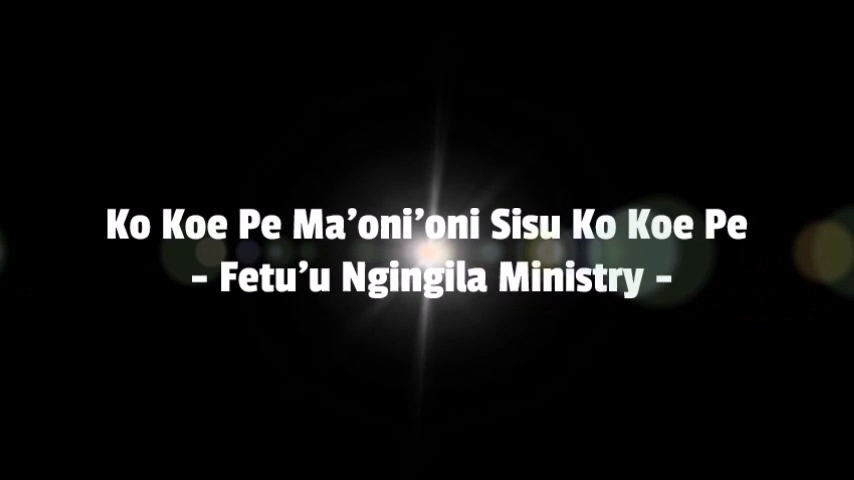 Ko Koe Pe Ma’oni’oni Sisu Ko Koe Pe
- Fetu’u Ngingila Ministry -